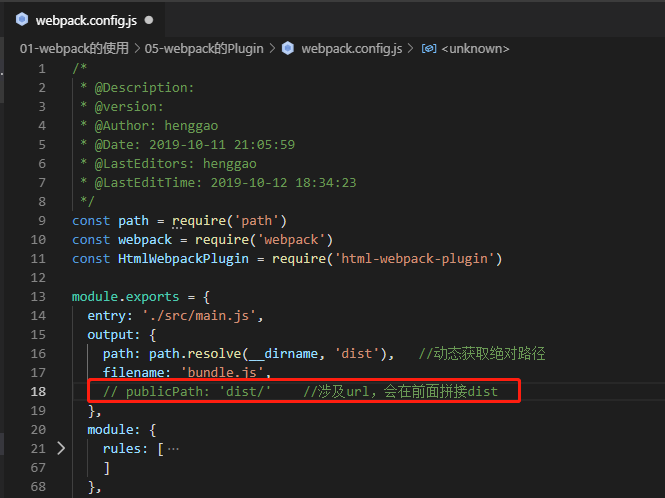 webpack.config.js
01-webpack的使用 > 05-webpack的Plugin > webpack.config.js > <unknown>
1 /*
2 * @Description:
3 * @version:
4 * @Author: henggao
5 * @Date: 2019-10-11 21:05:59
6 * @LastEditors: henggao
7 * @LastEditTime: 2019-10-12 18:34:23
8 */
9 const path = require('path')
10 const webpack = require('webpack')
11 const HtmlWebpackPlugin = require('html-webpack-plugin')
12
13 module.exports = {
14 entry: './src/main.js',
15 output: {
16 path: path.resolve(__dirname, 'dist'), //动态获取绝对路径
17 filename: 'bundle.js',
18 // publicPath: 'dist/' //涉及url，会在前面拼接dist
19 },
20 module: {
21 rules: [ ⋯
67 ]
68 },